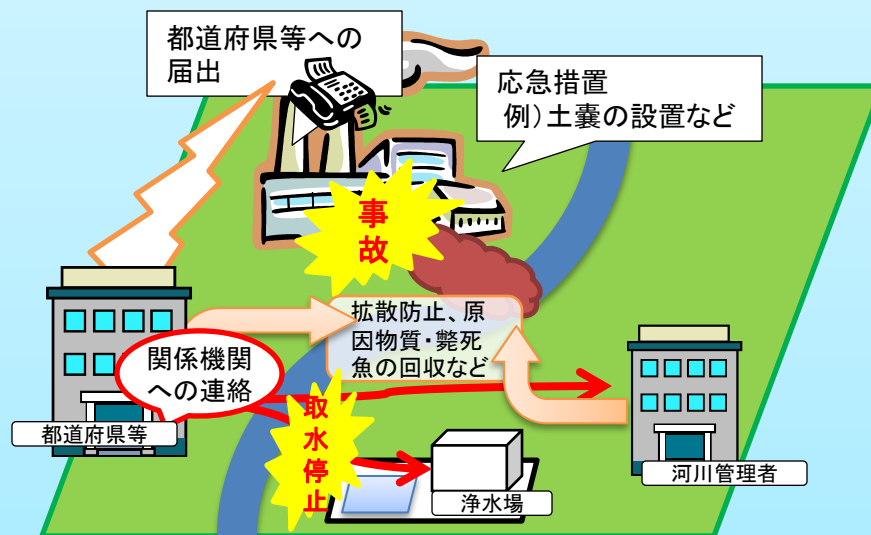 都道府県等への
届出
応急措置
例）土嚢の設置など
事
故
拡散防止、原
因物質・斃死
魚の回収など
関係機関
への連絡
都道府県等
取
水
停
止
浄水場
河川管理者